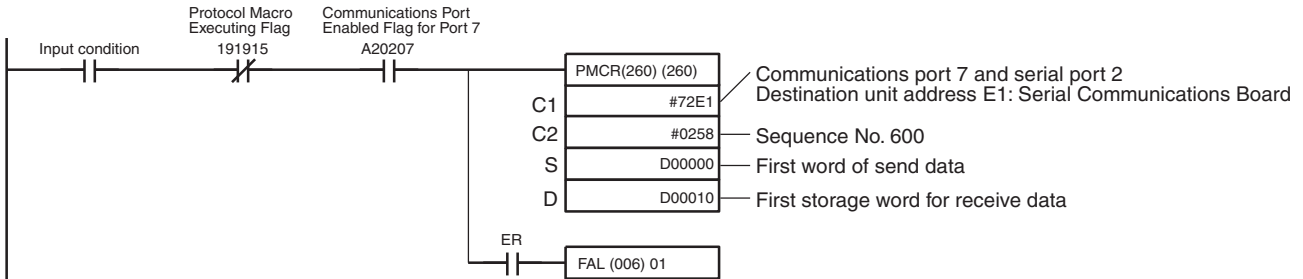 Protocol Macro
Executing Flag
191915
Communications Port
Enabled Flag for Port 7
A20207
Input condition
PMCR(260) (260)
C1 #72E1
Communications port 7 and serial port 2
Destination unit address E1: Serial Communications Board
C2 #0258 Sequence No. 600
S D00000 First word of send data
D D00010 First storage word for receive data
ER
FAL (006) 01